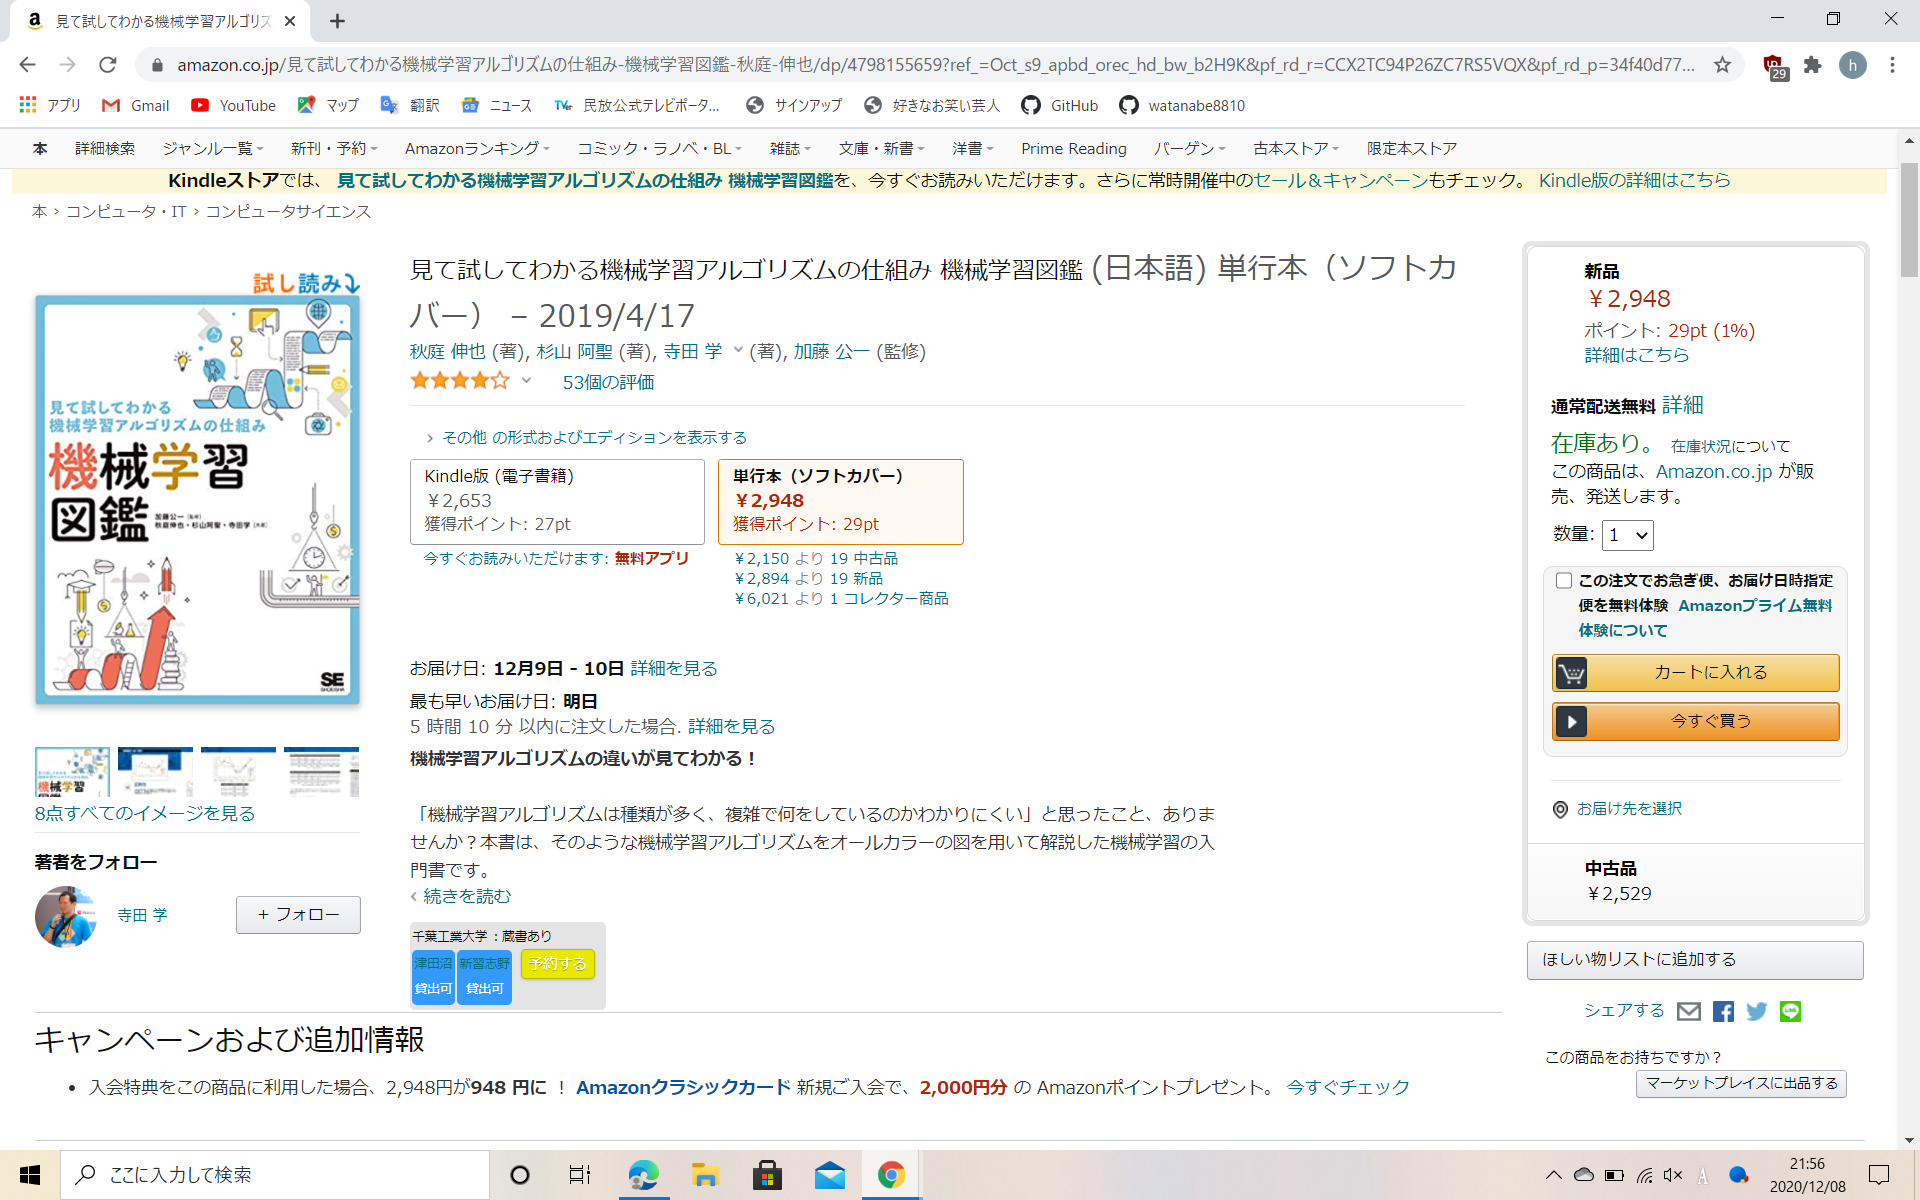 見て試してわかる機械学習アルゴリズ
amazon.co.jp/見て試してわかる機械学習アルゴリズムの仕組み-機械学習図鑑-秋庭-伸也/dp/4798155659?ref_=Oct_s9_apbd_orec_hd_bw_b2H9K&pf_rd_r=CCX2TC94P26ZC7RS5VQX&pf_rd_p=34f40d77...
29
h
アプリ Gmail YouTube マップ 翻訳 ニュース 民放公式テレビポータ... サインアップ 好きなお笑い芸人 GitHub watanabe8810
本 詳細検索 ジャンル一覧 新刊・予約 Amazonランキング コミック・ラノベ・BL 雑誌 文庫・新書 洋書 Prime Reading バーゲン 古本ストア 限定本ストア
Kindleストアでは、 見て試してわかる機械学習アルゴリズムの仕組み 機械学習図鑑を、今すぐお読みいただけます。さらに常時開催中のセール＆キャンペーンもチェック。 Kindle版の詳細はこちら
本 › コンピュータ・IT › コンピュータサイエンス
試し読み
見て試してわかる
機械学習アルゴリズムの仕組み
機械学習
図鑑
加藤公一
秋庭伸也・杉山阿聖・寺田学
SE
SHOEISHA
8点すべてのイメージを見る
著者をフォロー
寺田 学
+ フォロー
見て試してわかる機械学習アルゴリズムの仕組み 機械学習図鑑 (日本語) 単行本（ソフトカ
バー） – 2019/4/17
秋庭 伸也 (著), 杉山 阿聖 (著), 寺田 学 (著), 加藤 公一 (監修)
53個の評価
› その他 の形式およびエディションを表示する
Kindle版 (電子書籍)
￥2,653
獲得ポイント: 27pt
今すぐお読みいただけます: 無料アプリ
単行本（ソフトカバー）
￥2,948
獲得ポイント: 29pt
￥2,150 より 19 中古品
￥2,894 より 19 新品
￥6,021 より 1 コレクター商品
お届け日: 12月9日 - 10日 詳細を見る
最も早いお届け日: 明日
5 時間 10 分 以内に注文した場合. 詳細を見る
機械学習アルゴリズムの違いが見てわかる！
「機械学習アルゴリズムは種類が多く、複雑で何をしているのかわかりにくい」と思ったこと、ありま
せんか？本書は、そのような機械学習アルゴリズムをオールカラーの図を用いて解説した機械学習の入
門書です。
‹ 続きを読む
千葉工業大学 ：蔵書あり
津田沼 新習志野 予約する
貸出可 貸出可
新品
￥2,948
ポイント: 29pt (1%)
詳細はこちら
通常配送無料 詳細
在庫あり。 在庫状況について
この商品は、Amazon.co.jp が販
売、発送します。
数量: 1
この注文でお急ぎ便、お届け日時指定
便を無料体験 Amazonプライム無料
体験について
カートに入れる
今すぐ買う
お届け先を選択
中古品
￥2,529
ほしい物リストに追加する
シェアする
LINE
この商品をお持ちですか？
マーケットプレイスに出品する
キャンペーンおよび追加情報
• 入会特典をこの商品に利用した場合、2,948円が948 円に ！ Amazonクラシックカード 新規ご入会で、2,000円分 の Amazonポイントプレゼント。 今すぐチェック
ここに入力して検索
A
21:56
2020/12/08